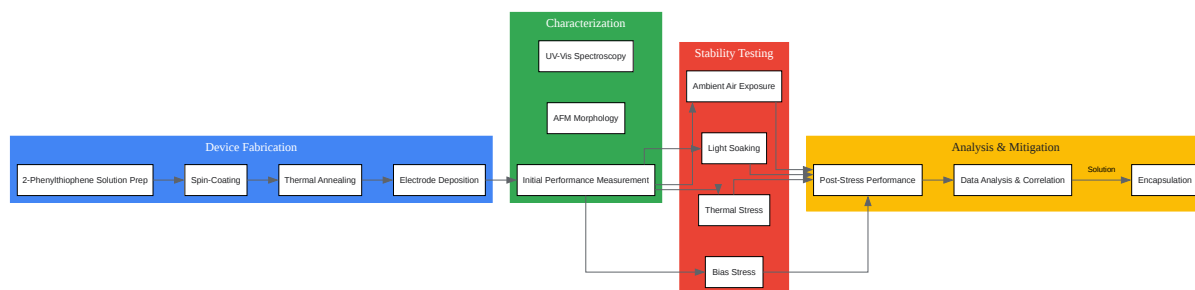 Characterization
UV-Vis Spectroscopy
AFM Morphology
Initial Performance Measurement
Stability Testing
Ambient Air Exposure
Light Soaking
Thermal Stress
Bias Stress
Device Fabrication
2-Phenylthiophene Solution Prep
Spin-Coating
Thermal Annealing
Electrode Deposition
Analysis & Mitigation
Post-Stress Performance
Data Analysis & Correlation
Solution
Encapsulation